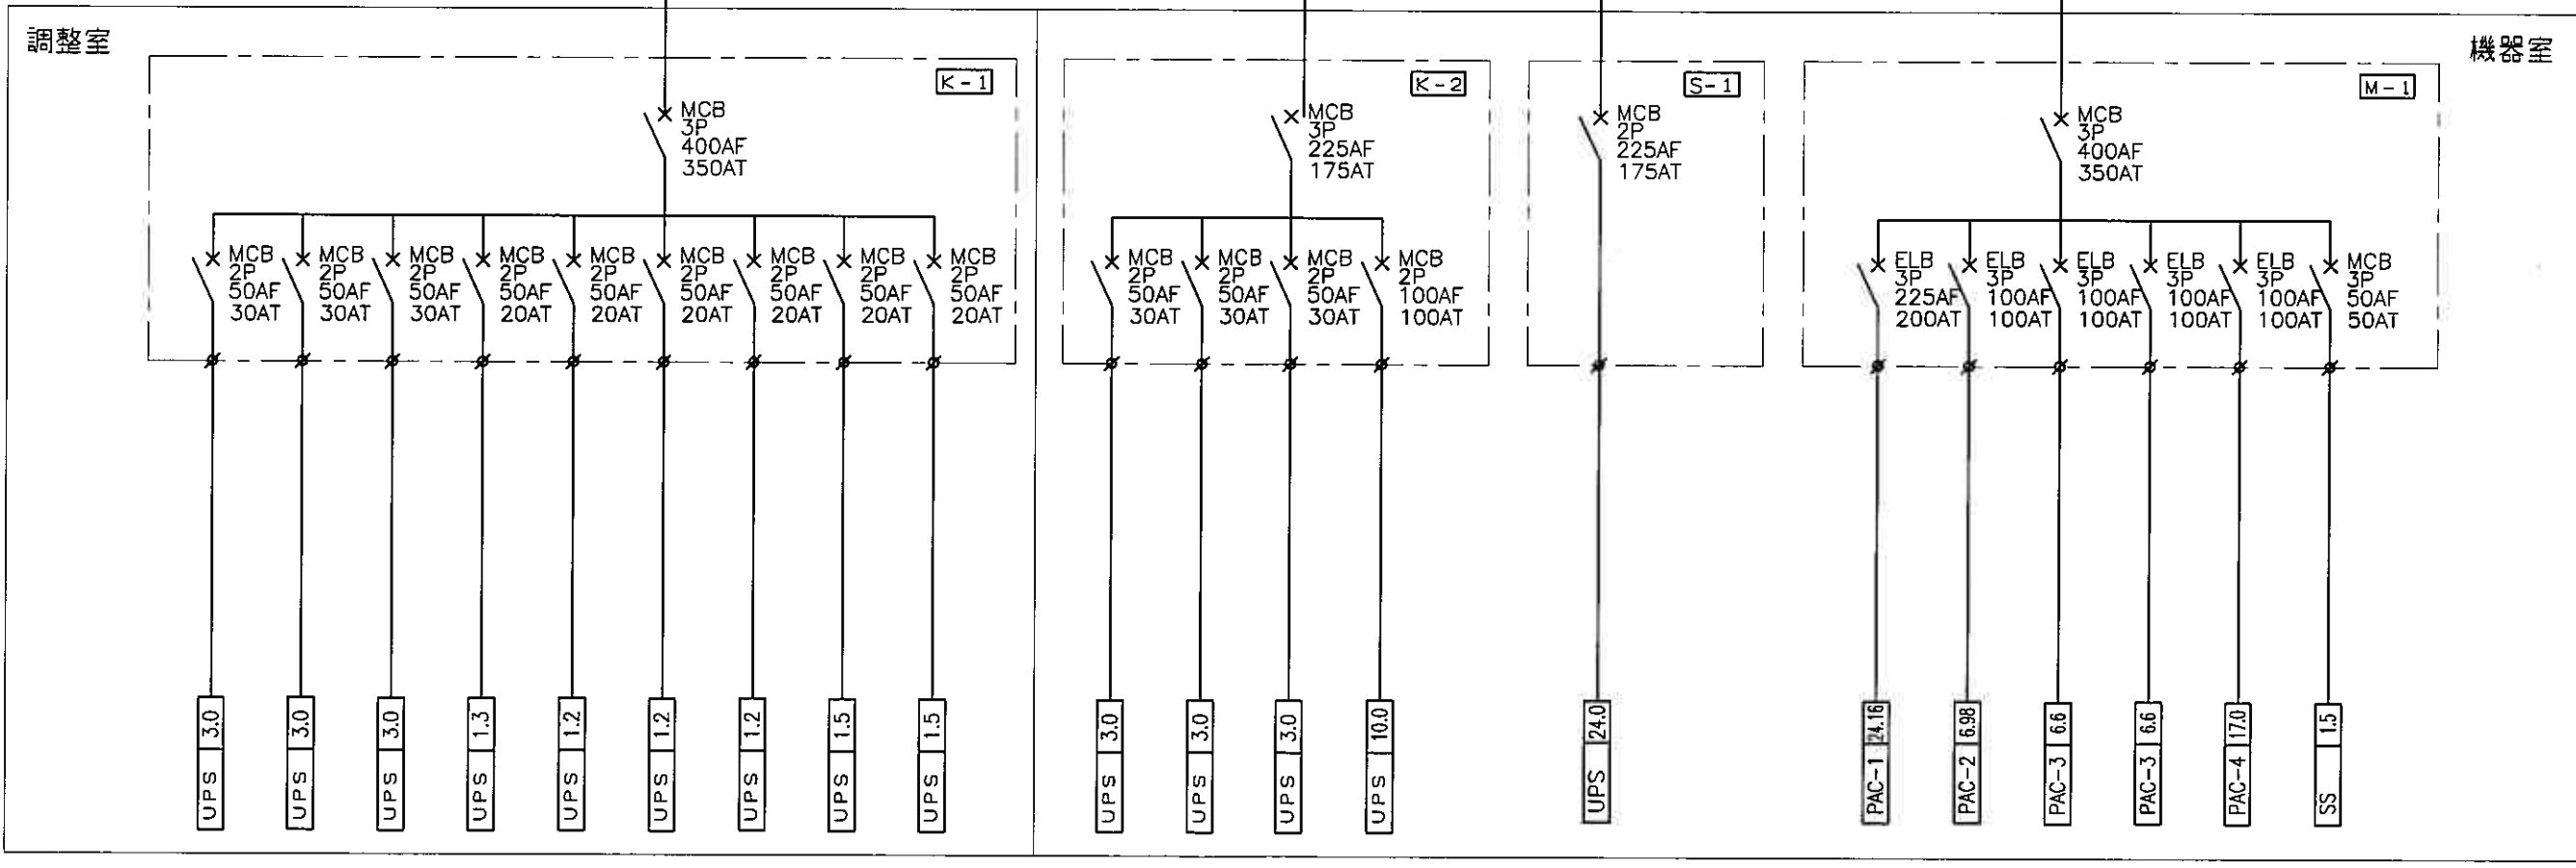 調整室
機器室
K-1
MCB
3P
400AF
350AT
MCB
2P
50AF
30AT
MCB
2P
50AF
30AT
MCB
2P
50AF
30AT
MCB
2P
50AF
20AT
MCB
2P
50AF
20AT
MCB
2P
50AF
20AT
MCB
2P
50AF
20AT
MCB
2P
50AF
20AT
MCB
2P
50AF
20AT
UPS 3.0
UPS 3.0
UPS 3.0
UPS 1.3
UPS 1.2
UPS 1.2
UPS 1.2
UPS 1.5
UPS 1.5
K-2
MCB
3P
225AF
175AT
MCB
2P
50AF
30AT
MCB
2P
50AF
30AT
MCB
2P
50AF
30AT
MCB
2P
100AF
100AT
UPS 3.0
UPS 3.0
UPS 3.0
UPS 10.0
S-1
MCB
2P
225AF
175AT
UPS 24.0
M-1
MCB
3P
400AF
350AT
ELB
3P
225AF
200AT
ELB
3P
100AF
100AT
ELB
3P
100AF
100AT
ELB
3P
100AF
100AT
ELB
3P
100AF
100AT
MCB
3P
50AF
50AT
PAC-1 24.16
PAC-2 6.98
PAC-3 6.6
PAC-3 6.6
PAC-4 17.0
SS 1.5